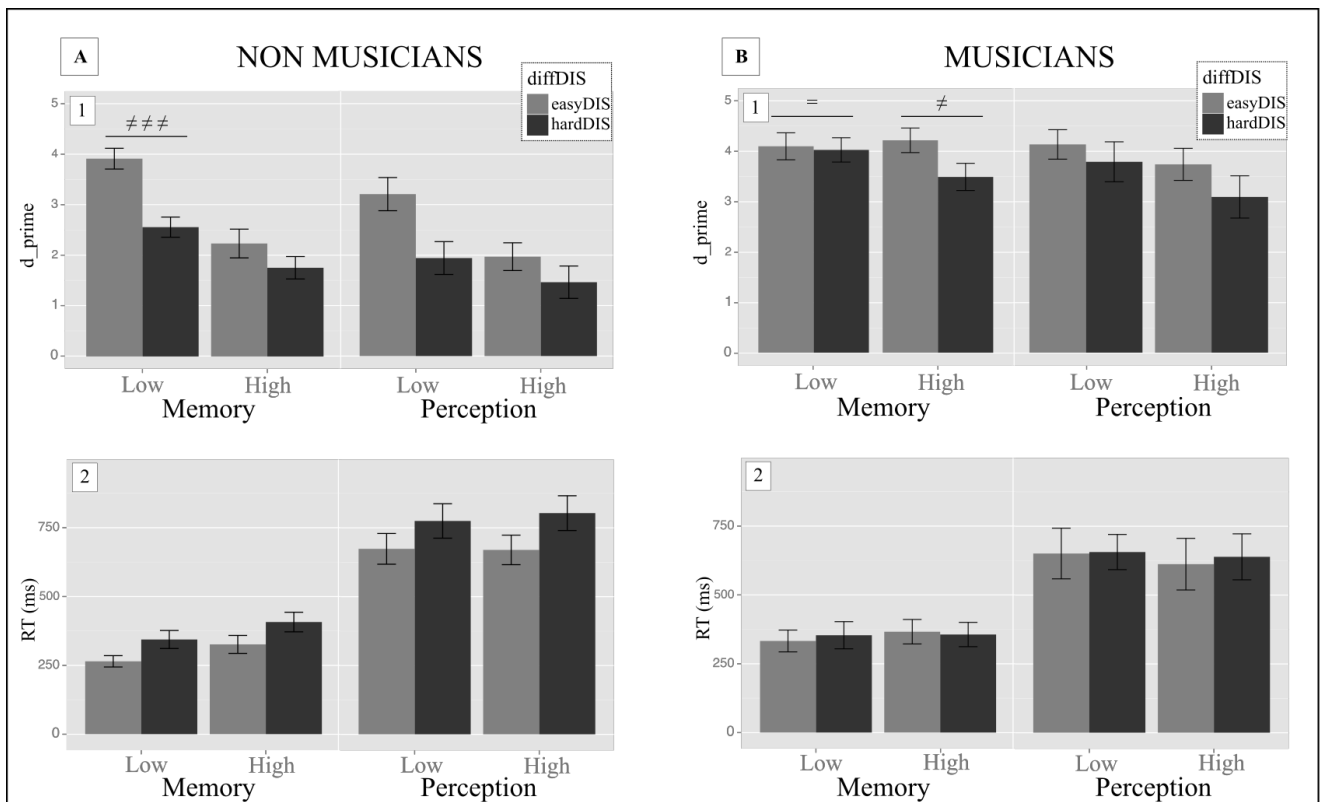 A
NON MUSICIANS
diffDIS
easyDIS
hardDIS
1
≠≠≠
5
4
3
2
1
0
d_prime
Low
High
Low
High
Memory
Perception
2
750
500
250
0
RT (ms)
Low
High
Low
High
Memory
Perception
B
MUSICIANS
diffDIS
easyDIS
hardDIS
1
=
≠
5
4
3
2
1
0
d_prime
Low
High
Low
High
Memory
Perception
2
750
500
250
0
RT (ms)
Low
High
Low
High
Memory
Perception